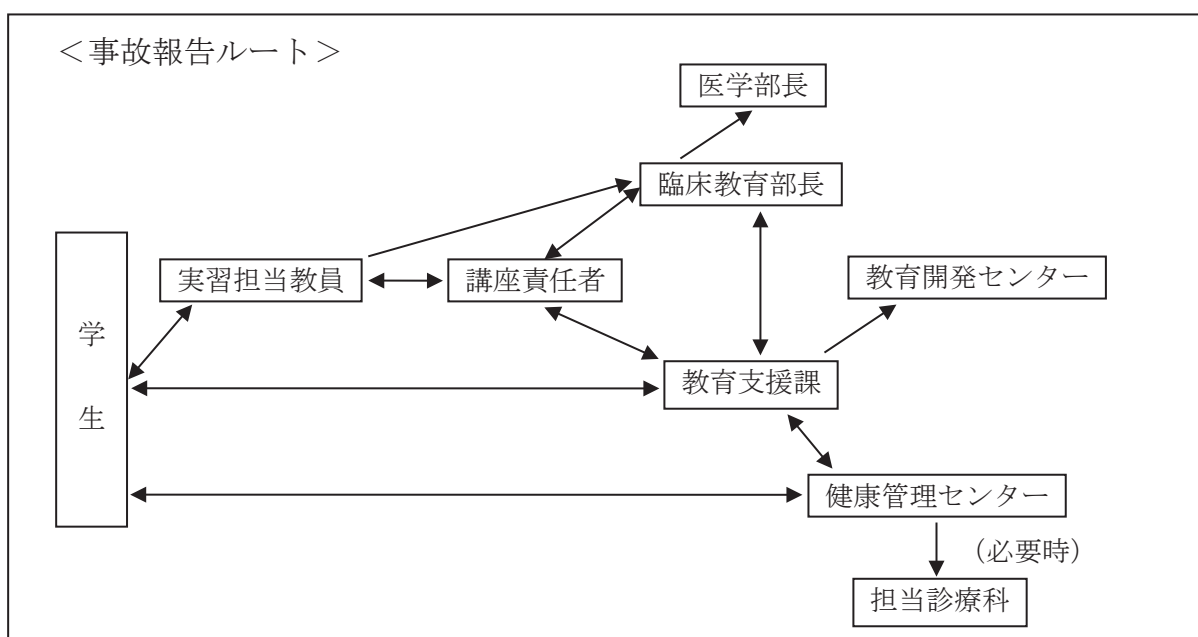 ＜事故報告ルート＞
医学部長
臨床教育部長
実習担当教員
講座責任者
教育開発センター
学生
教育支援課
健康管理センター
（必要時）
担当診療科